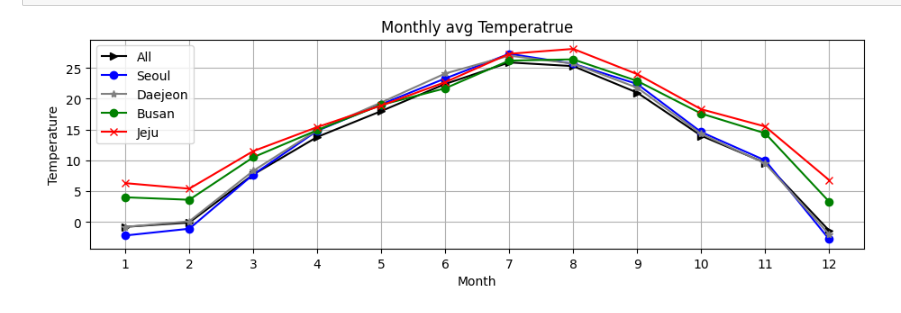 Monthly avg Temperatrue
All
Seoul
Daejeon
Busan
Jeju
Temperature
25
20
15
10
5
0
1 2 3 4 5 6 7 8 9 10 11 12
Month